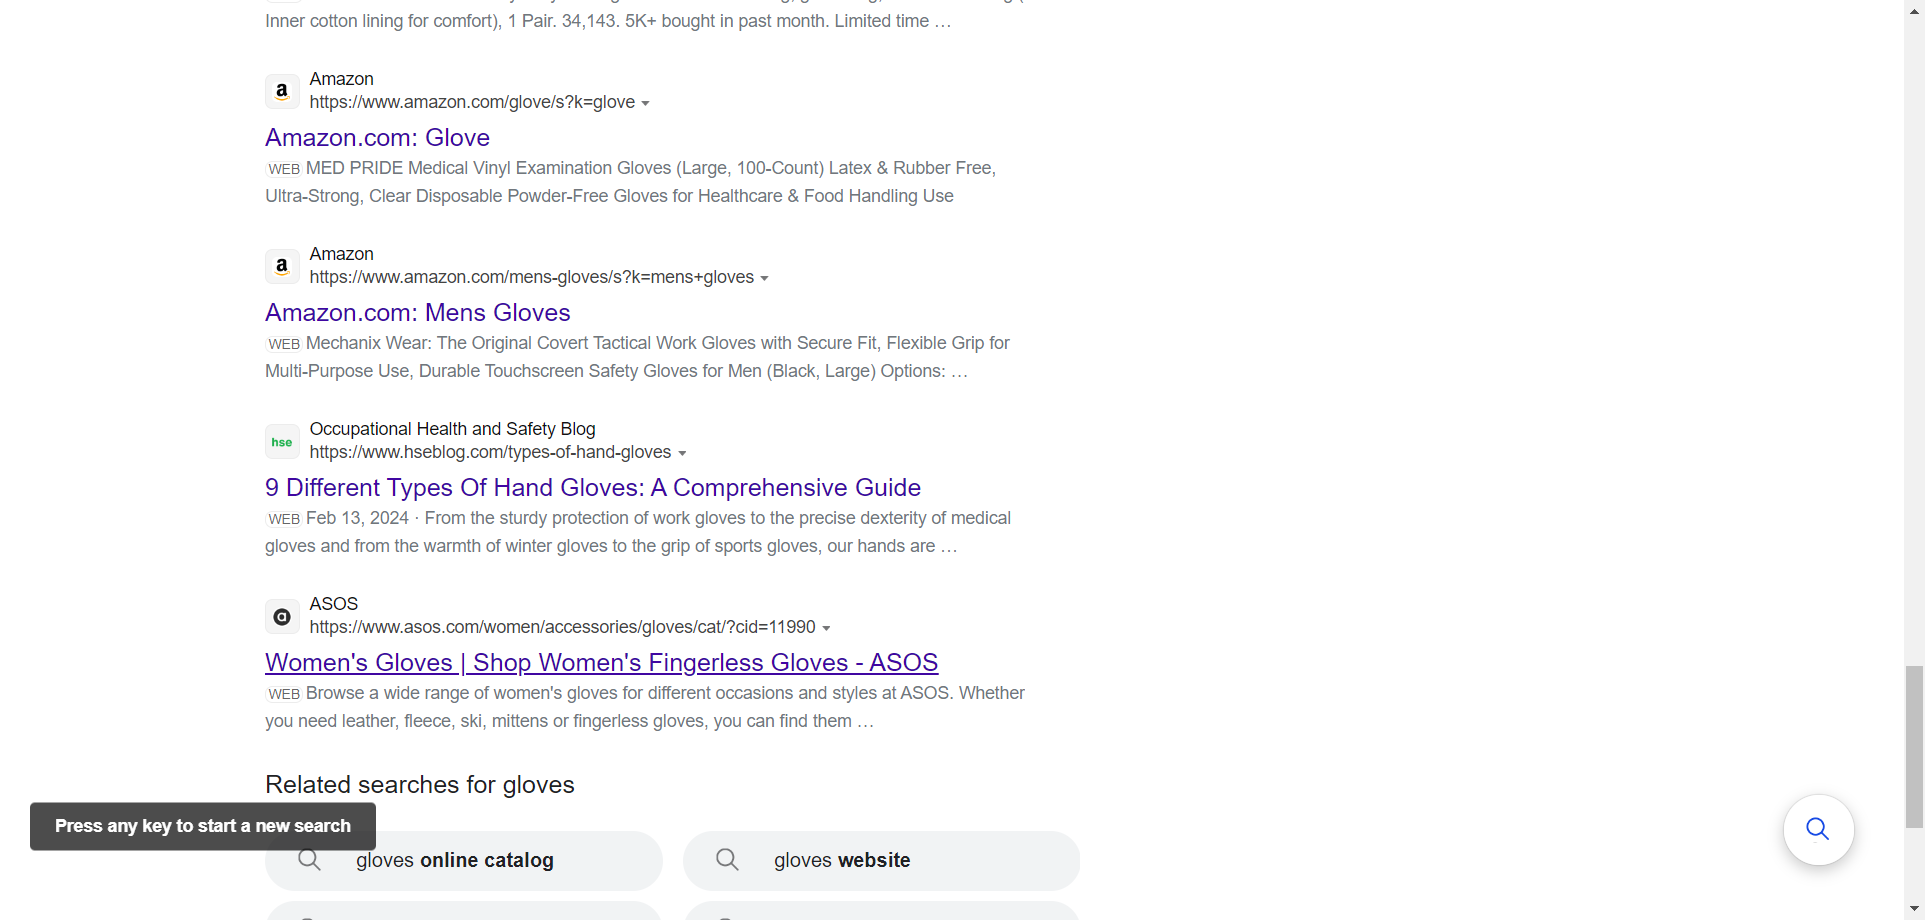 Inner cotton lining for comfort), 1 Pair. 34,143. 5K+ bought in past month. Limited time …
a
Amazon
https://www.amazon.com/glove/s?k=glove
Amazon.com: Glove
WEB MED PRIDE Medical Vinyl Examination Gloves (Large, 100-Count) Latex & Rubber Free,
Ultra-Strong, Clear Disposable Powder-Free Gloves for Healthcare & Food Handling Use
a
Amazon
https://www.amazon.com/mens-gloves/s?k=mens+gloves
Amazon.com: Mens Gloves
WEB Mechanix Wear: The Original Covert Tactical Work Gloves with Secure Fit, Flexible Grip for
Multi-Purpose Use, Durable Touchscreen Safety Gloves for Men (Black, Large) Options: …
hse
Occupational Health and Safety Blog
https://www.hseblog.com/types-of-hand-gloves
9 Different Types Of Hand Gloves: A Comprehensive Guide
WEB Feb 13, 2024 · From the sturdy protection of work gloves to the precise dexterity of medical
gloves and from the warmth of winter gloves to the grip of sports gloves, our hands are …
a
ASOS
https://www.asos.com/women/accessories/gloves/cat/?cid=11990
Women's Gloves | Shop Women's Fingerless Gloves - ASOS
WEB Browse a wide range of women's gloves for different occasions and styles at ASOS. Whether
you need leather, fleece, ski, mittens or fingerless gloves, you can find them …
Related searches for gloves
Press any key to start a new search
gloves online catalog
gloves website